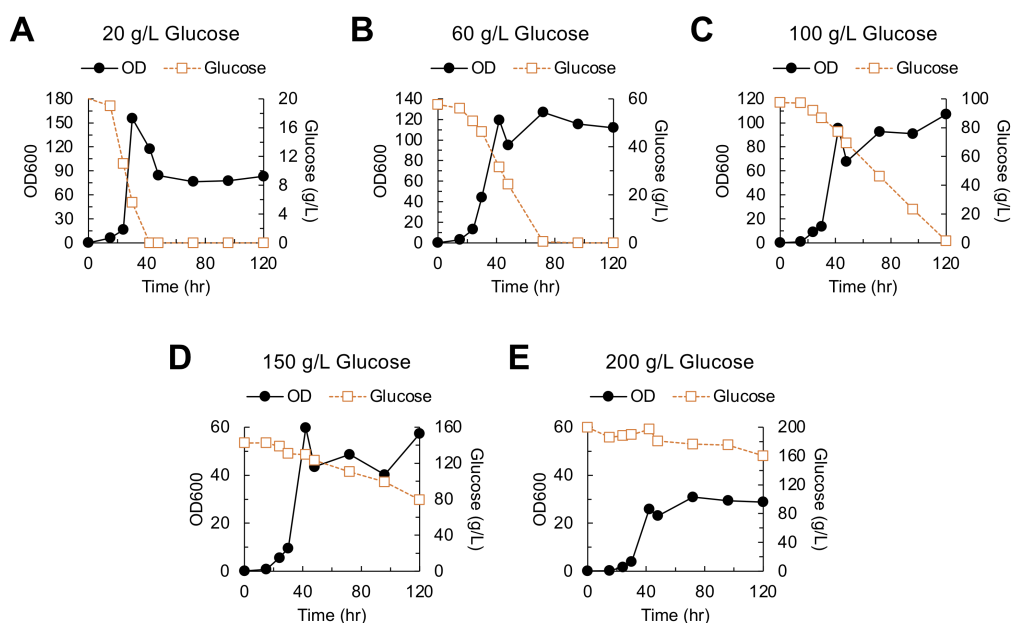 A
20 g/L Glucose
OD
Glucose
180
150
120
90
60
30
0
OD600
20
16
12
8
4
0
Glucose (g/L)
0
40
80
120
Time (hr)
B
60 g/L Glucose
OD
Glucose
140
120
100
80
60
40
20
0
OD600
60
40
20
0
Glucose (g/L)
0
40
80
120
Time (hr)
C
100 g/L Glucose
OD
Glucose
120
100
80
60
40
20
0
OD600
100
80
60
40
20
0
Glucose (g/L)
0
40
80
120
Time (hr)
D
150 g/L Glucose
OD
Glucose
60
40
20
0
OD600
160
120
80
40
0
Glucose (g/L)
0
40
80
120
Time (hr)
E
200 g/L Glucose
OD
Glucose
60
40
20
0
OD600
200
160
120
80
40
0
Glucose (g/L)
0
40
80
120
Time (hr)